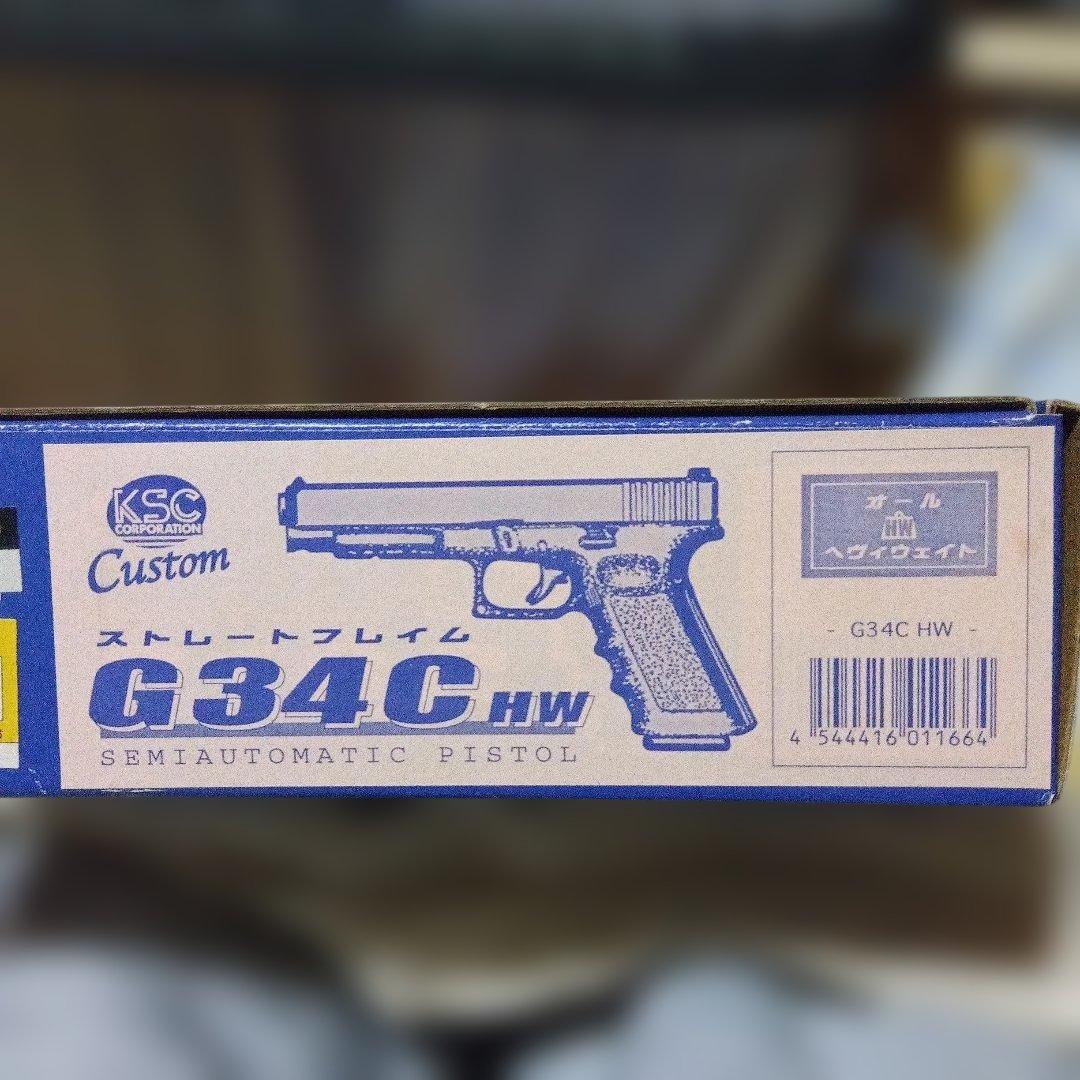 KSC
CORPORATION
Custom
ストレートフレイム
G34C HW
SEMIAUTOMATIC PISTOL
オール
HW
ヘヴィウェイト
- G34C HW -
4 544416 011664